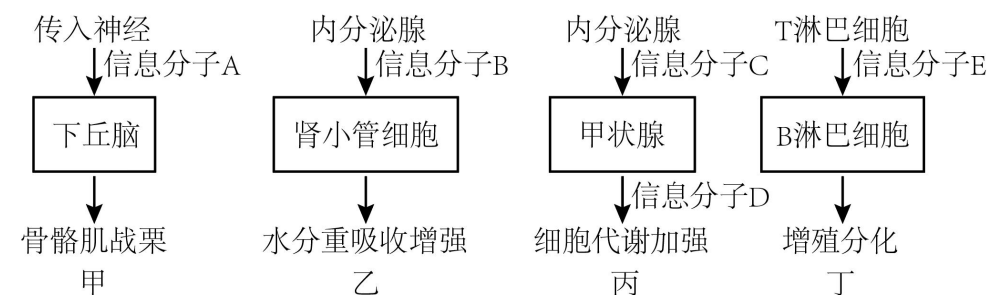 传入神经
信息分子A
下丘脑
骨骼肌战栗
甲
内分泌腺
信息分子B
肾小管细胞
水分重吸收增强
乙
内分泌腺
信息分子C
甲状腺
信息分子D
细胞代谢加强
丙
T淋巴细胞
信息分子E
B淋巴细胞
增殖分化
丁